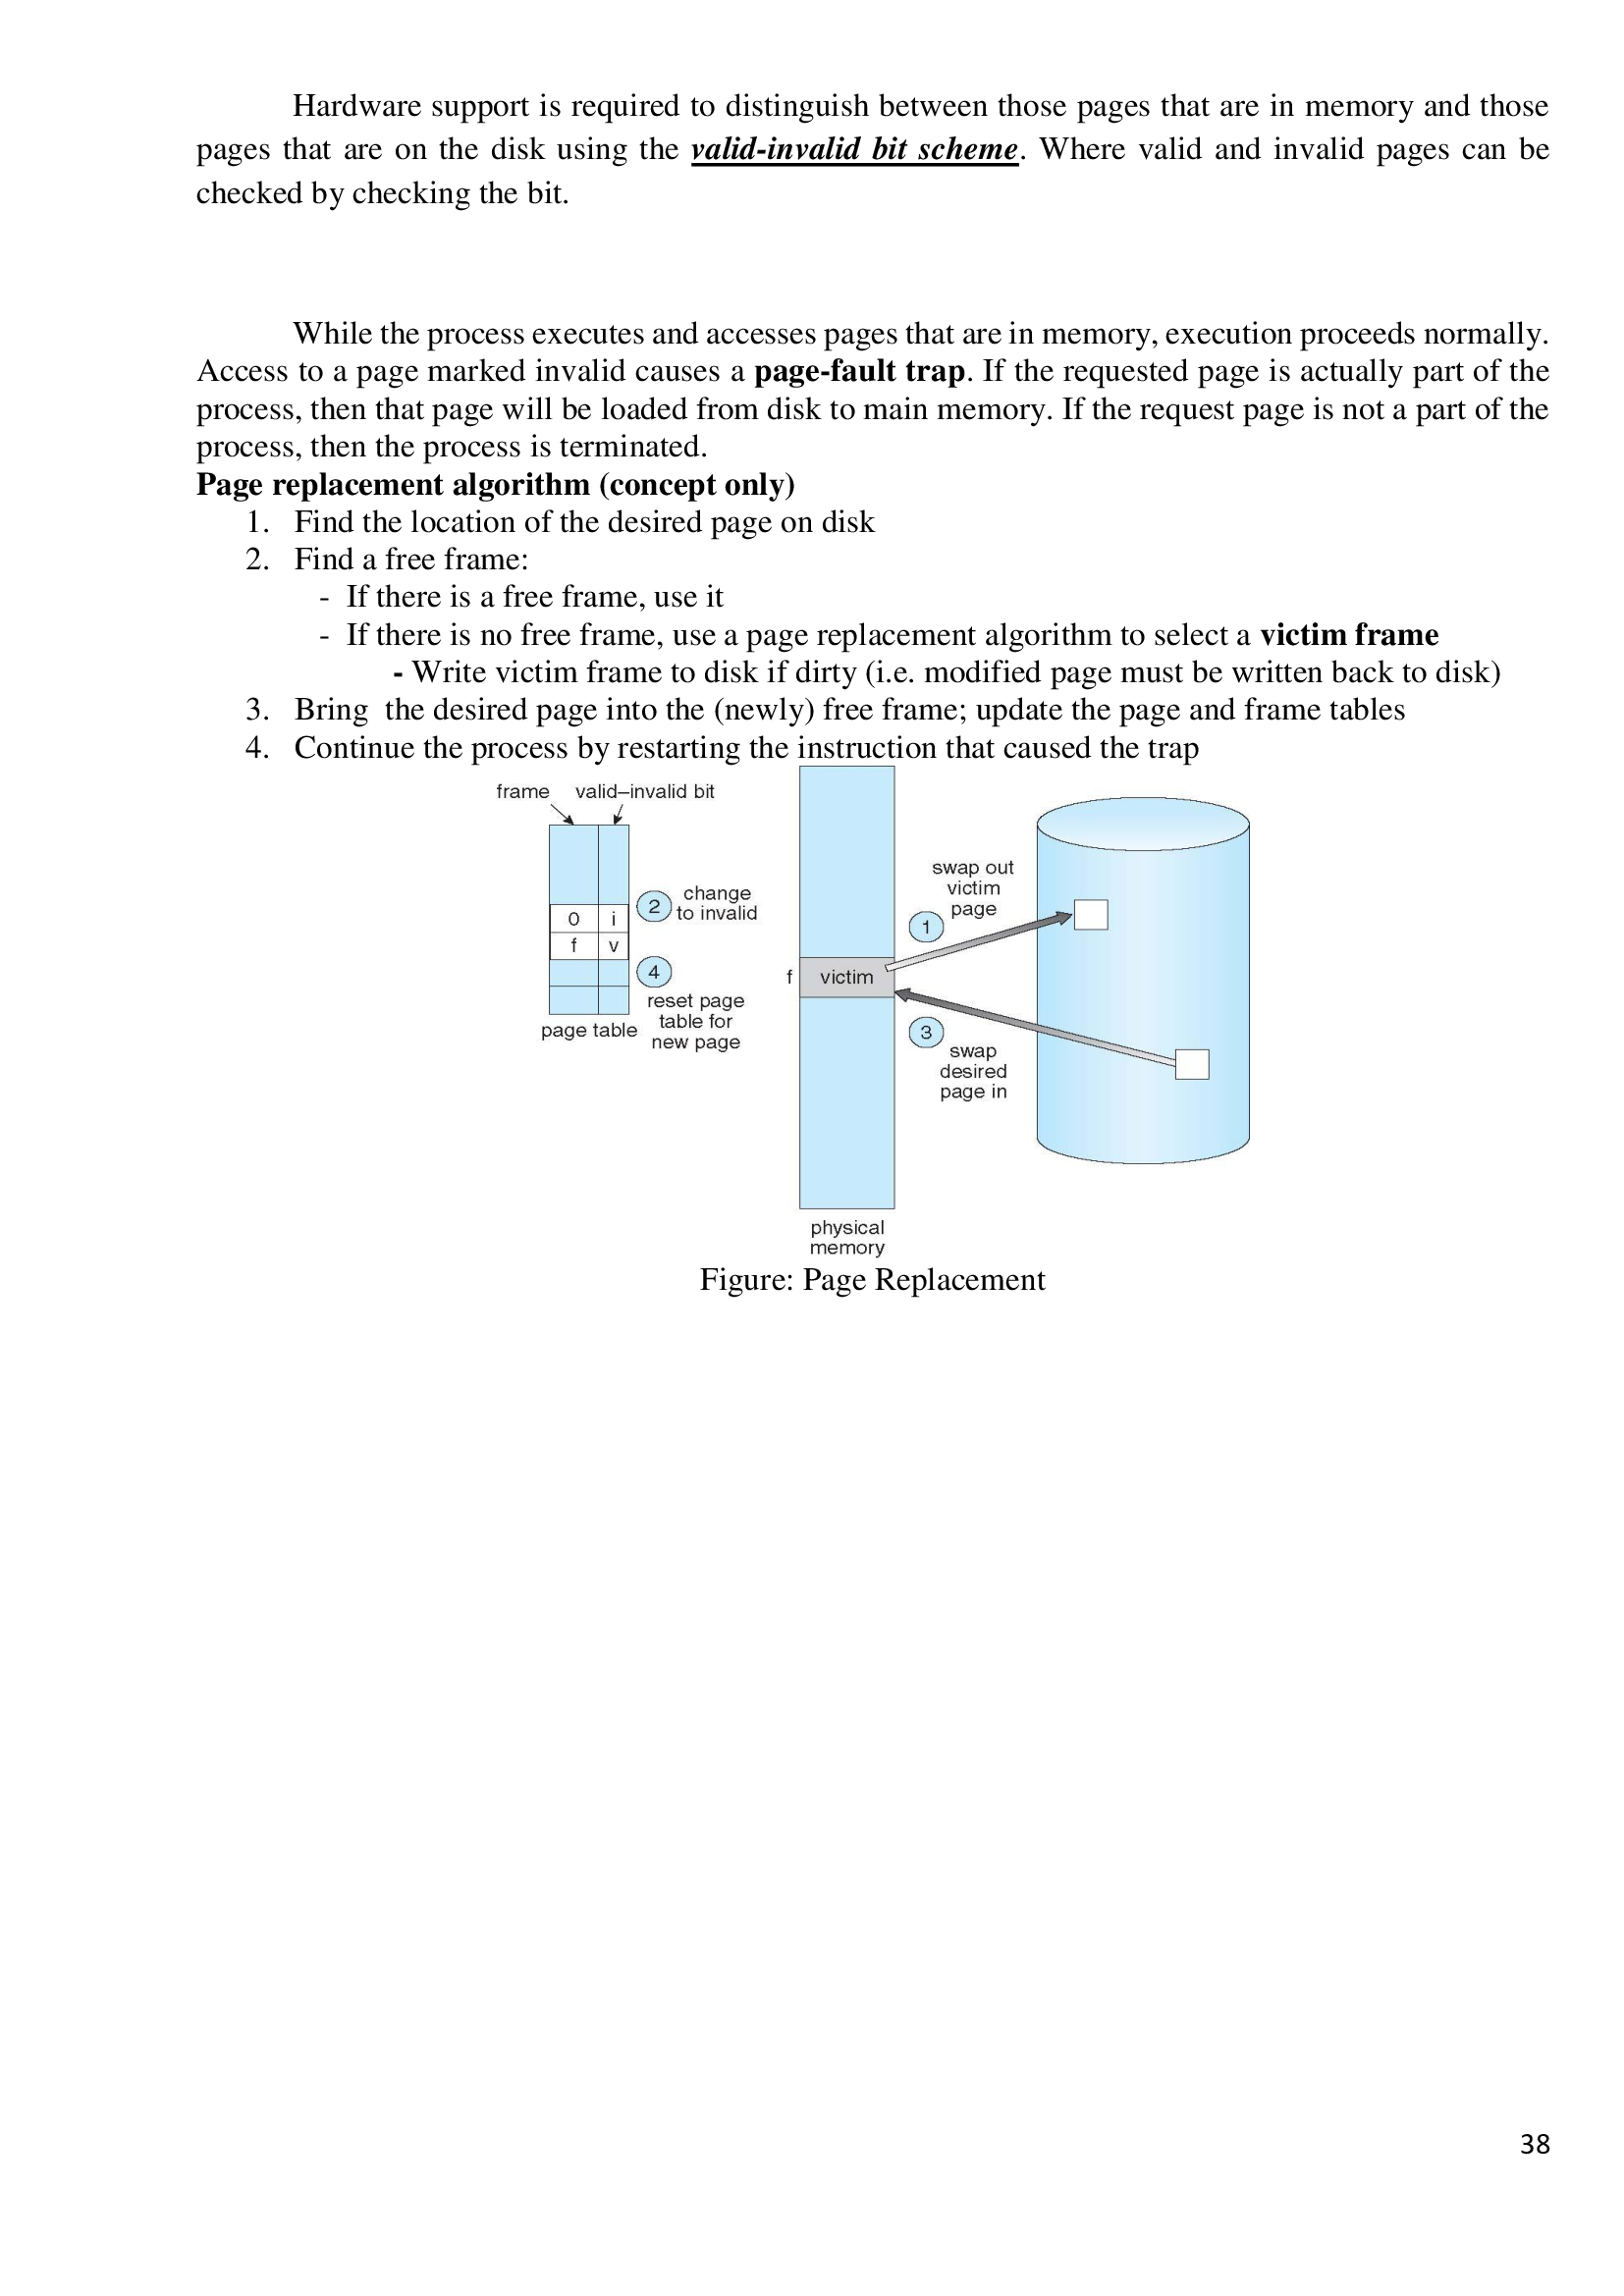 Hardware support is required to distinguish between those pages that are in memory and those
pages that are on the disk using the valid-invalid bit scheme. Where valid and invalid pages can be
checked by checking the bit.
While the process executes and accesses pages that are in memory, execution proceeds normally.
Access to a page marked invalid causes a page-fault trap. If the requested page is actually part of the
process, then that page will be loaded from disk to main memory. If the request page is not a part of the
process, then the process is terminated.
Page replacement algorithm (concept only)
1. Find the location of the desired page on disk
2. Find a free frame:
- If there is a free frame, use it
- If there is no free frame, use a page replacement algorithm to select a victim frame
- Write victim frame to disk if dirty (i.e. modified page must be written back to disk)
3. Bring the desired page into the (newly) free frame; update the page and frame tables
4. Continue the process by restarting the instruction that caused the trap
frame valid–invalid bit
0 i
f v
2 change
to invalid
4
reset page
table for
new page
page table
f victim
physical
memory
swap out
victim
page
1
3
swap
desired
page in
Figure: Page Replacement
38